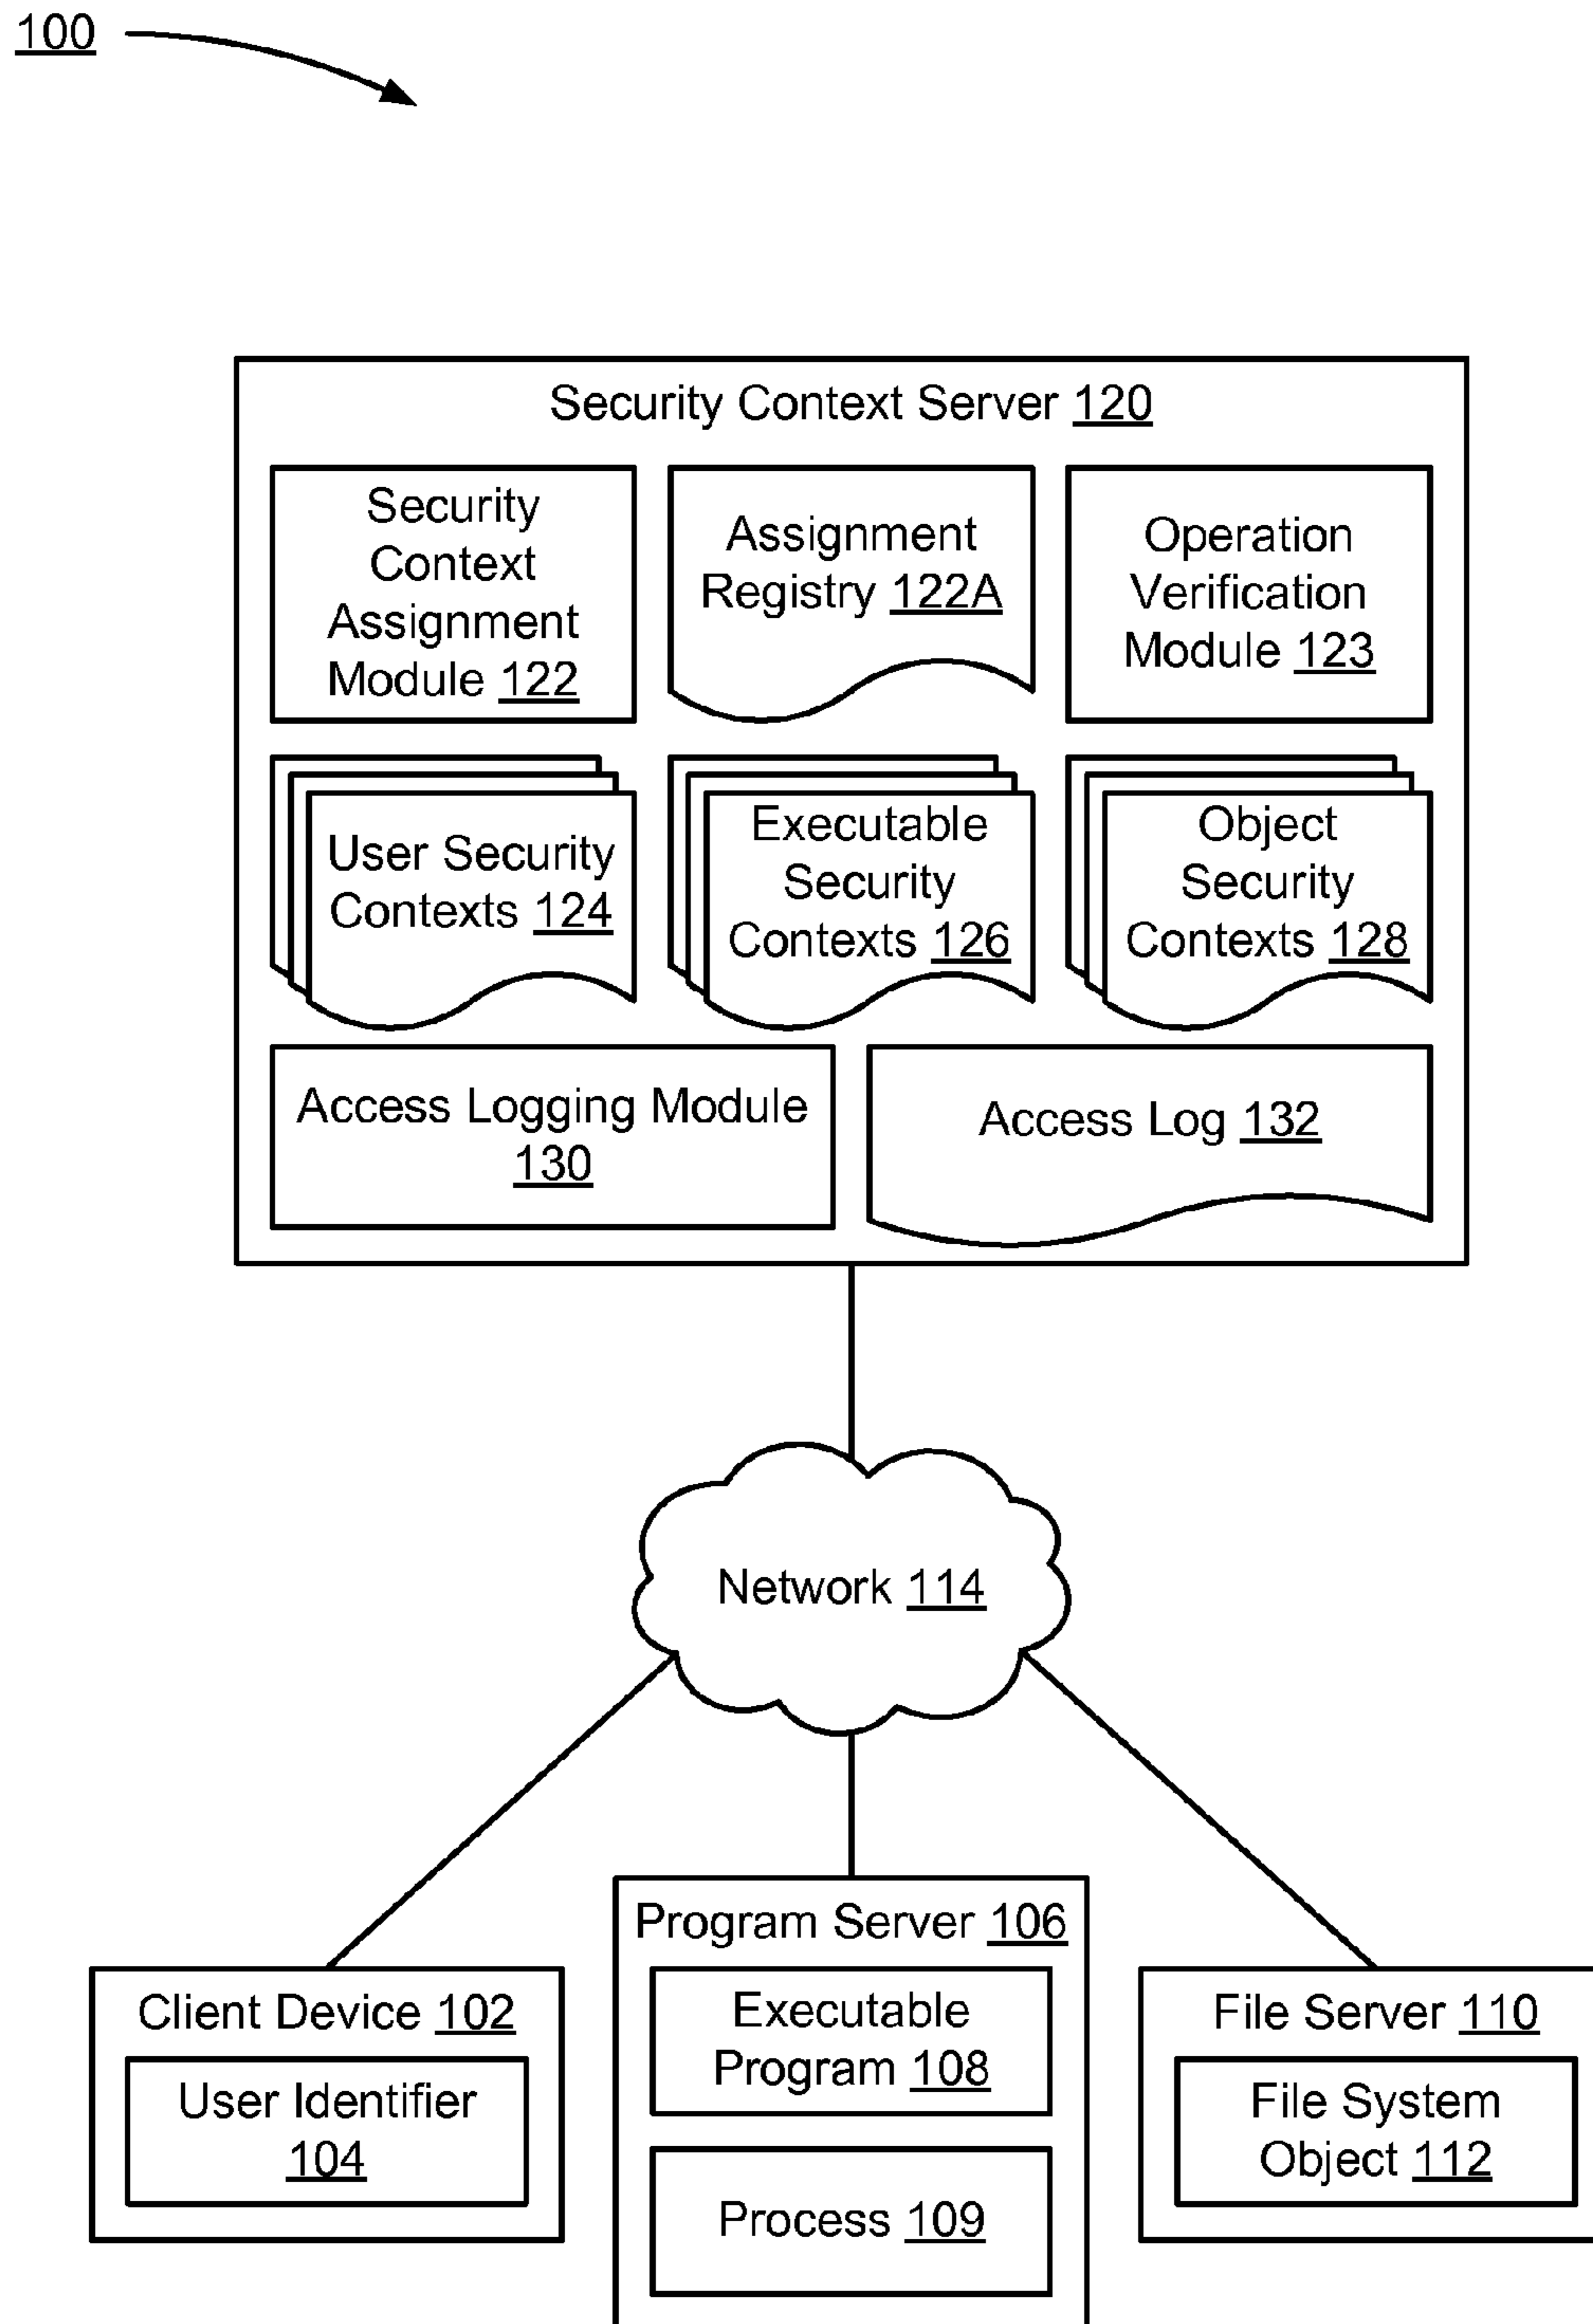 100
Security Context Server 120
Security
Context
Assignment
Module 122
Assignment
Registry 122A
Operation
Verification
Module 123
User Security
Contexts 124
Executable
Security
Contexts 126
Object
Security
Contexts 128
Access Logging Module
130
Access Log 132
Network 114
Client Device 102
User Identifier
104
Program Server 106
Executable
Program 108
Process 109
File Server 110
File System
Object 112